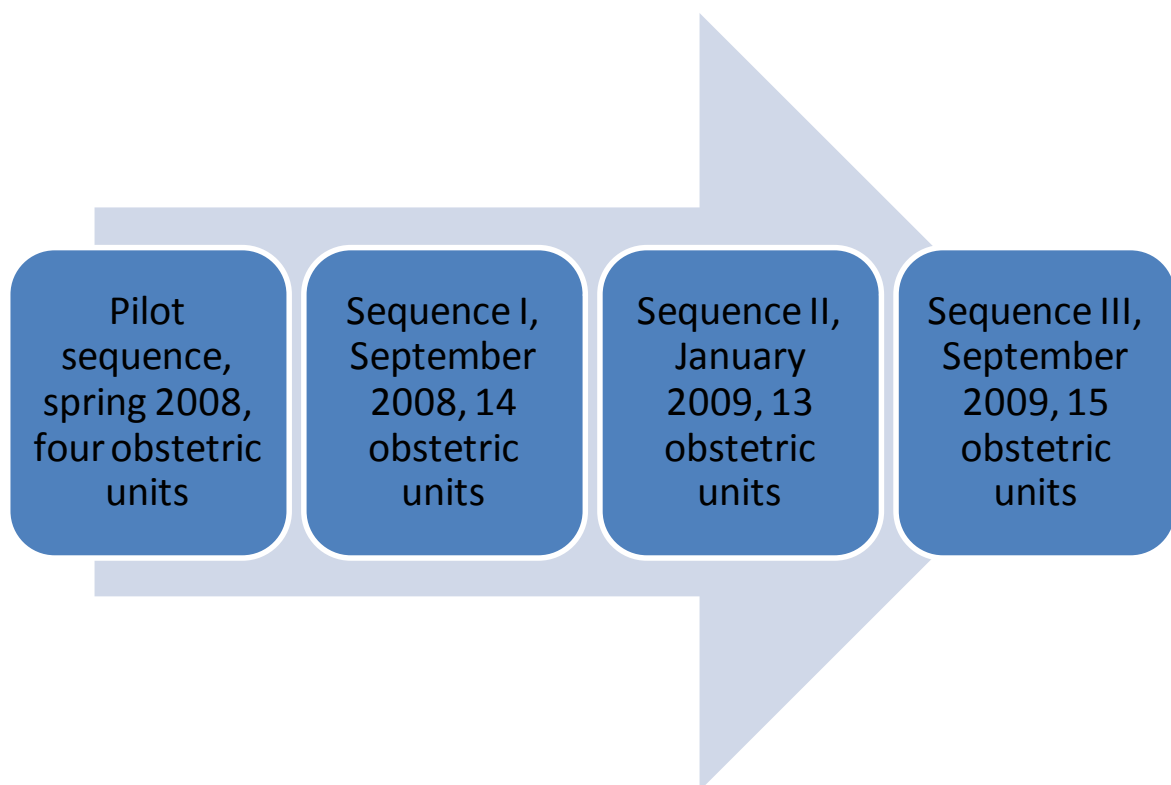 Pilot
sequence,
spring 2008,
four obstetric
units
Sequence I,
September
2008, 14
obstetric
units
Sequence II,
January
2009, 13
obstetric
units
Sequence III,
September
2009, 15
obstetric
units